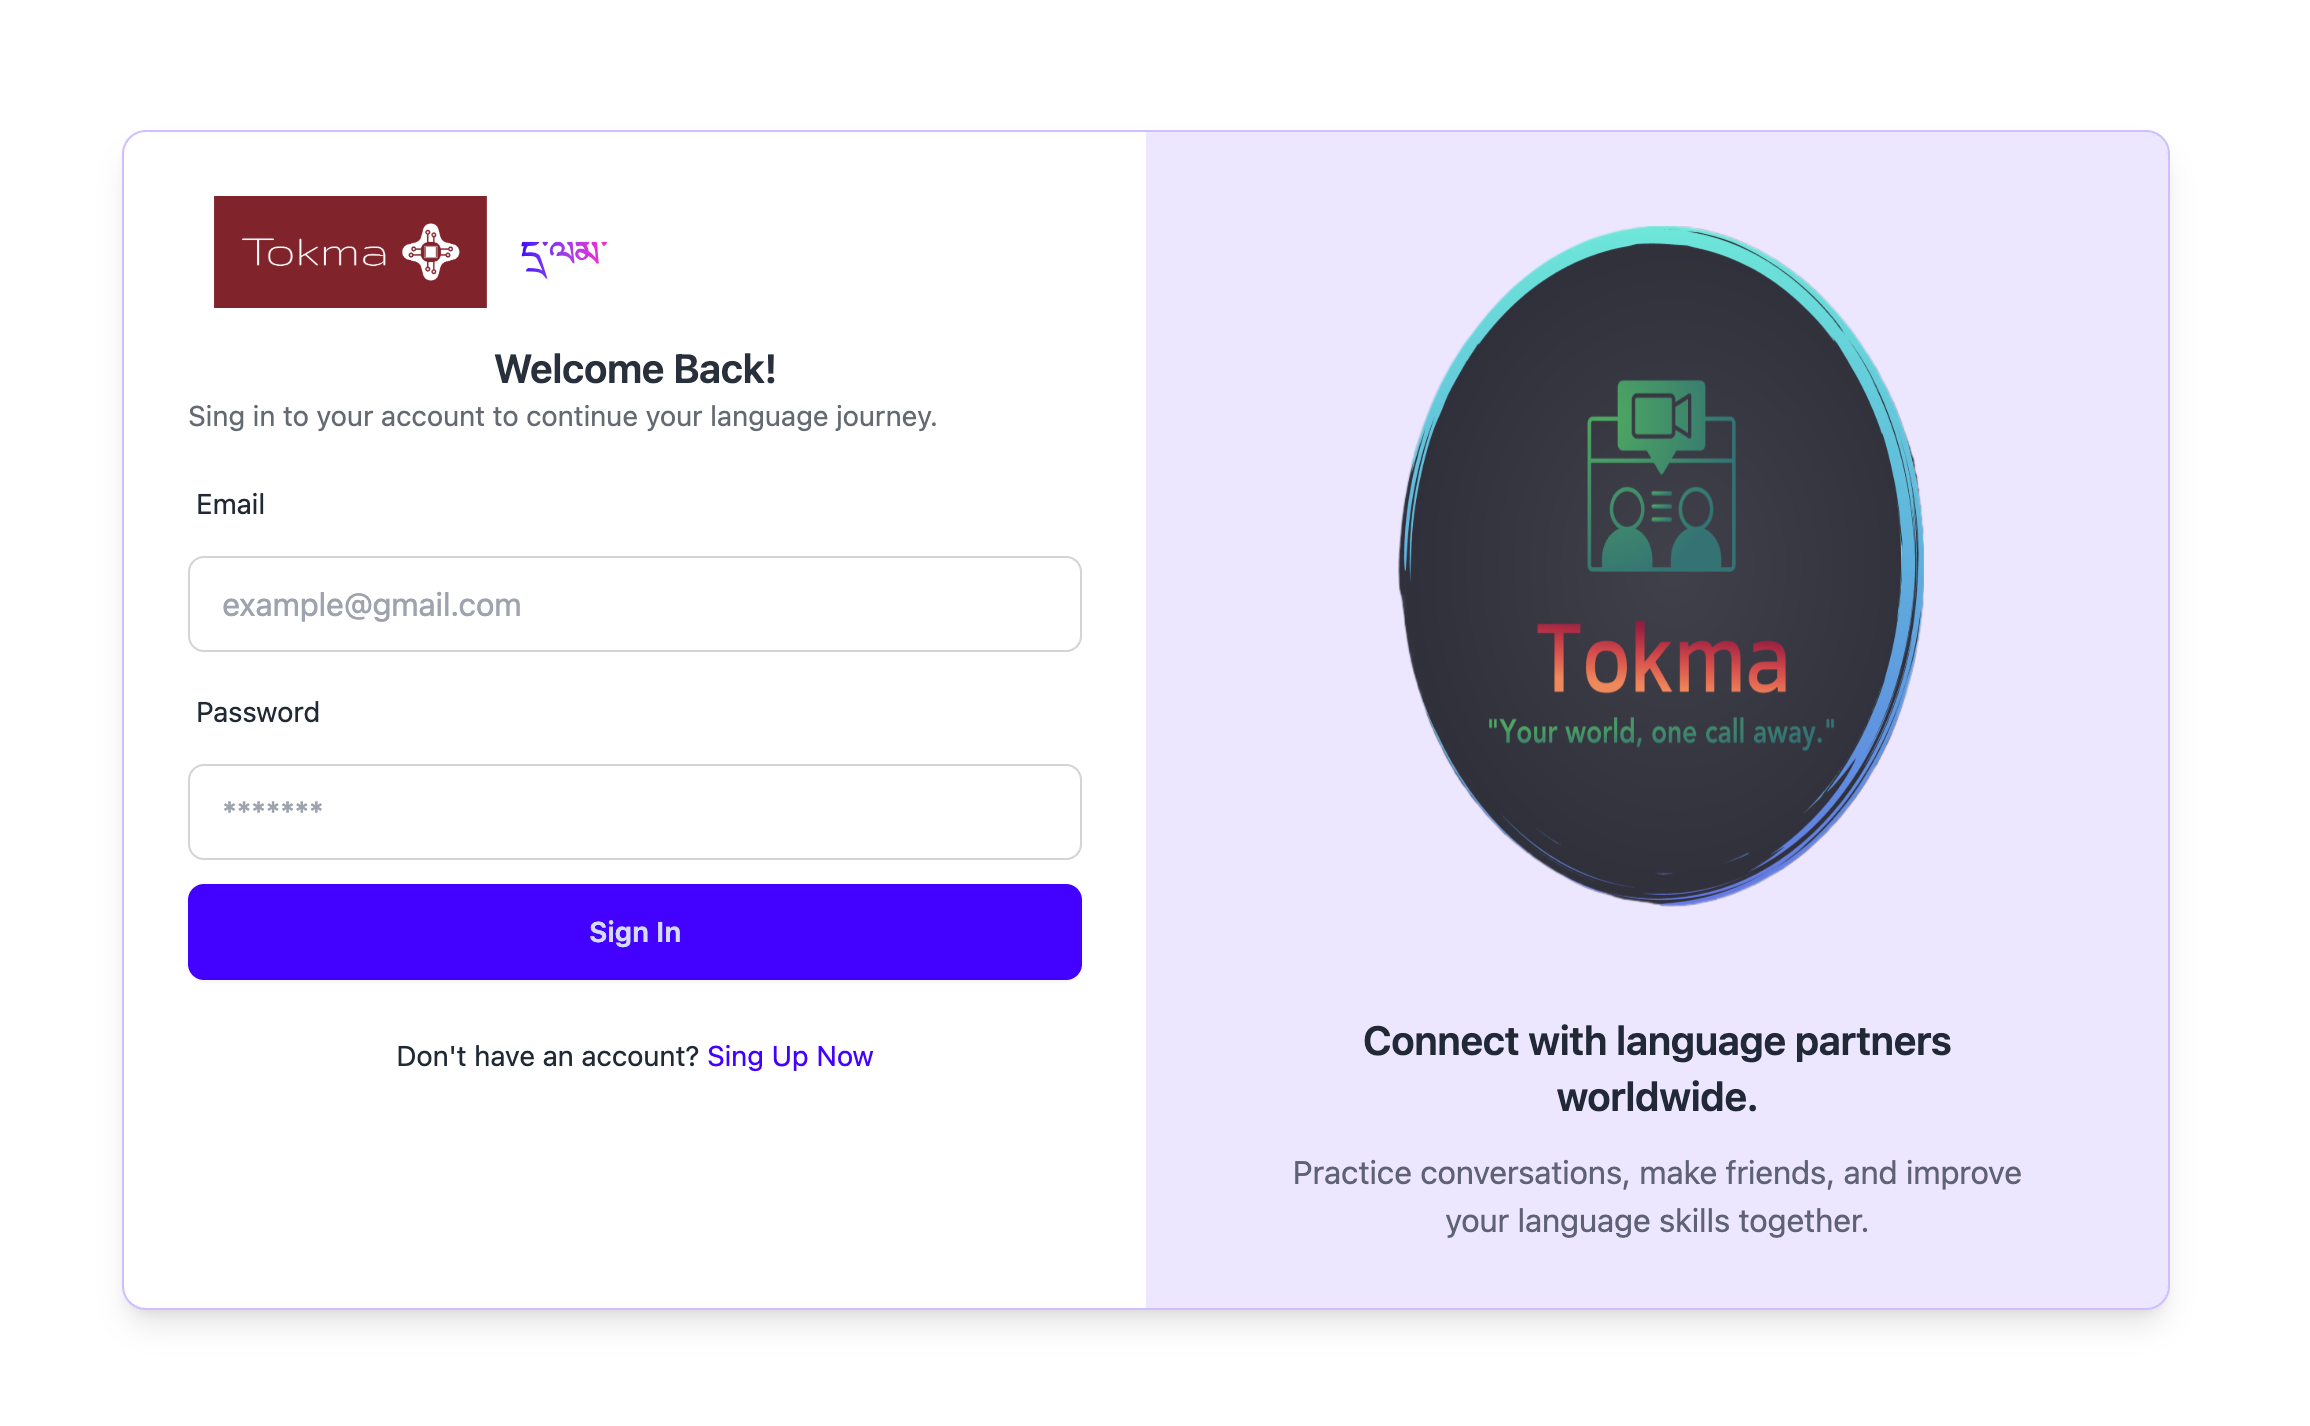 Tokma
དྲ་ལམ་
Welcome Back!
Sing in to your account to continue your language journey.
Email
example@gmail.com
Password
*******
Sign In
Don't have an account? Sing Up Now
Tokma
"Your world, one call away."
Connect with language partners
worldwide.
Practice conversations, make friends, and improve
your language skills together.